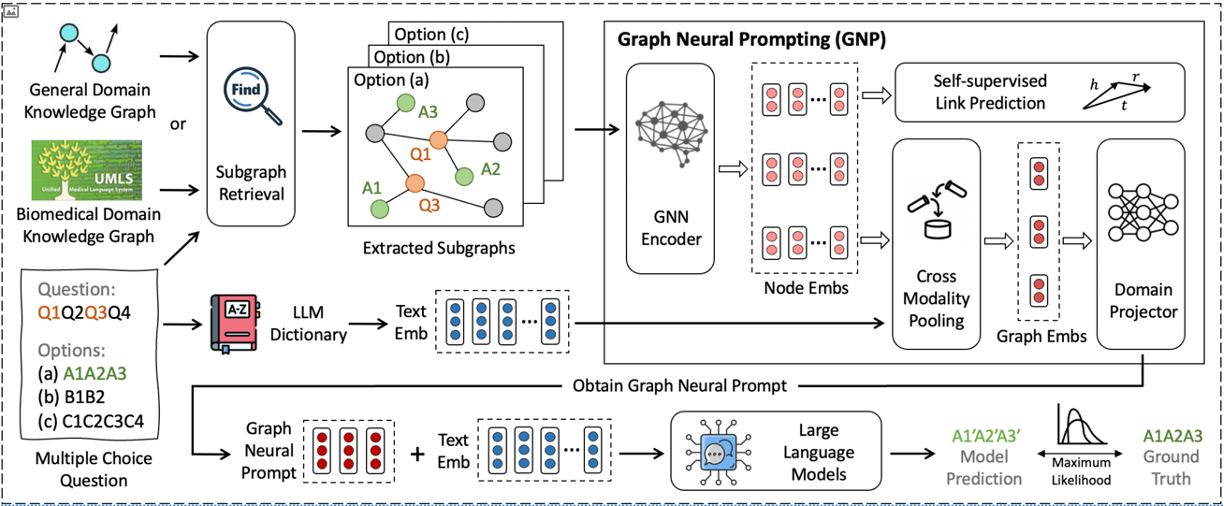 General Domain
Knowledge Graph
or
UMLS
Unified Medical Language System
Biomedical Domain
Knowledge Graph
Find
Subgraph
Retrieval
Option (c)
Option (b)
Option (a)
A3
Q1
A2
A1
Q3
Extracted Subgraphs
Graph Neural Prompting (GNP)
GNN
Encoder
Node Embs
Self-supervised
Link Prediction
h
r
t
Cross
Modality
Pooling
Graph Embs
Domain
Projector
Question:
Q1Q2Q3Q4
Options:
(a) A1A2A3
(b) B1B2
(c) C1C2C3C4
Multiple Choice
Question
A-Z
LLM
Dictionary
Text
Emb
Obtain Graph Neural Prompt
Graph
Neural
Prompt
+
Text
Emb
Large
Language
Models
A1'A2'A3'
Model
Prediction
Maximum
Likelihood
A1A2A3
Ground
Truth